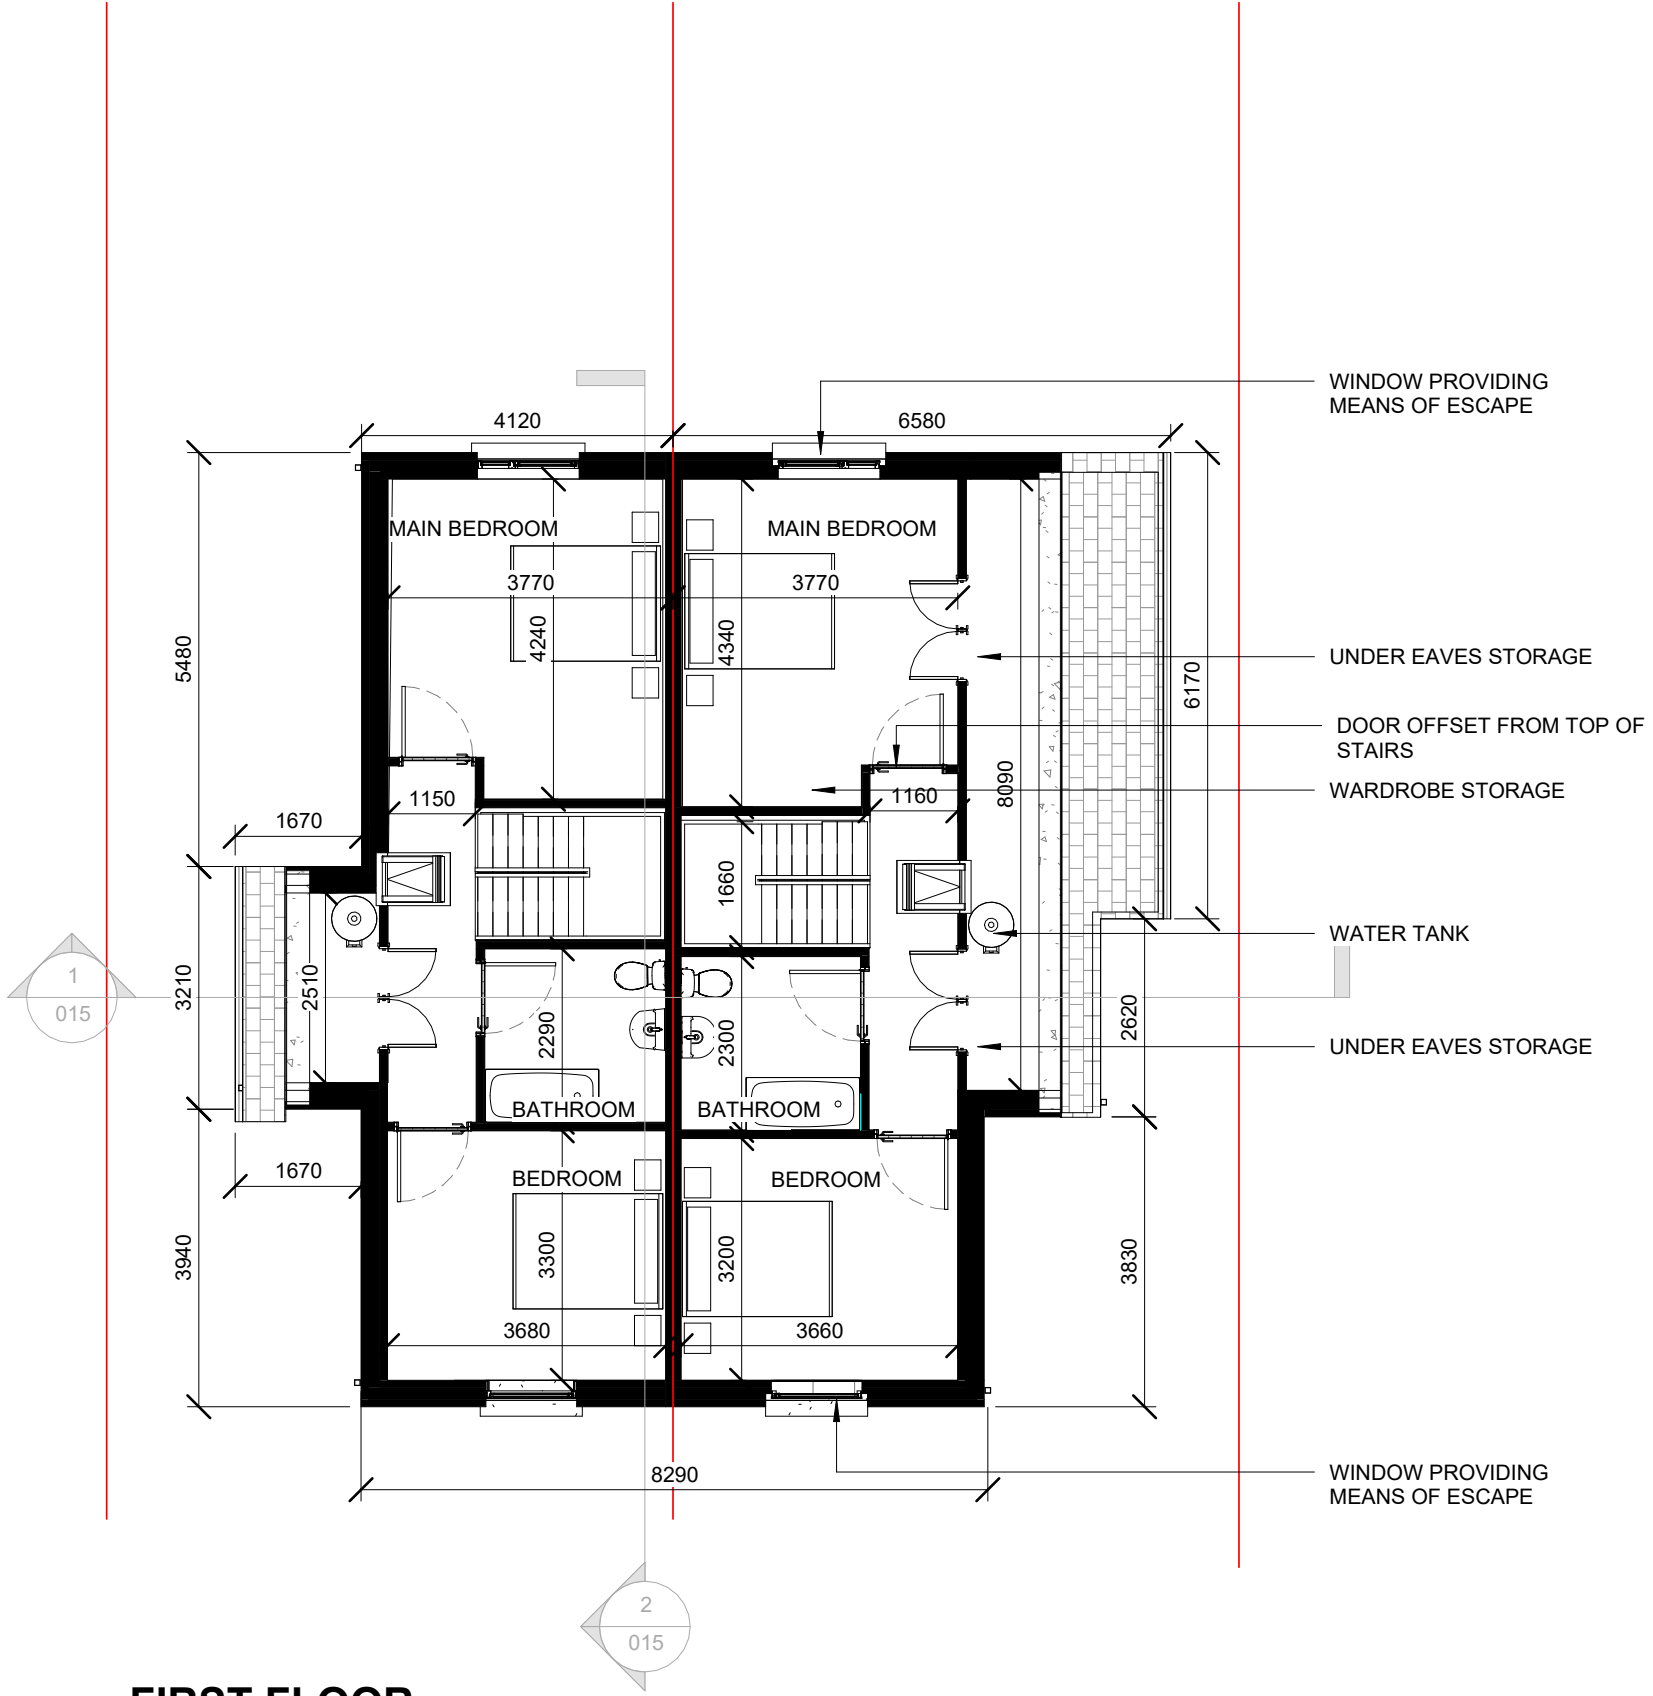 WINDOW PROVIDING
MEANS OF ESCAPE
4120
6580
MAIN BEDROOM
MAIN BEDROOM
3770
3770
4240
4340
5480
UNDER EAVES STORAGE
6170
DOOR OFFSET FROM TOP OF
STAIRS
8090
WARDROBE STORAGE
1150
1160
1670
1660
WATER TANK
1
015
3210
2510
2290
2300
2620
UNDER EAVES STORAGE
BATHROOM
BATHROOM
1670
BEDROOM
BEDROOM
3940
3300
3200
3830
3680
3660
8290
WINDOW PROVIDING
MEANS OF ESCAPE
2
015
FIRST FLOOR